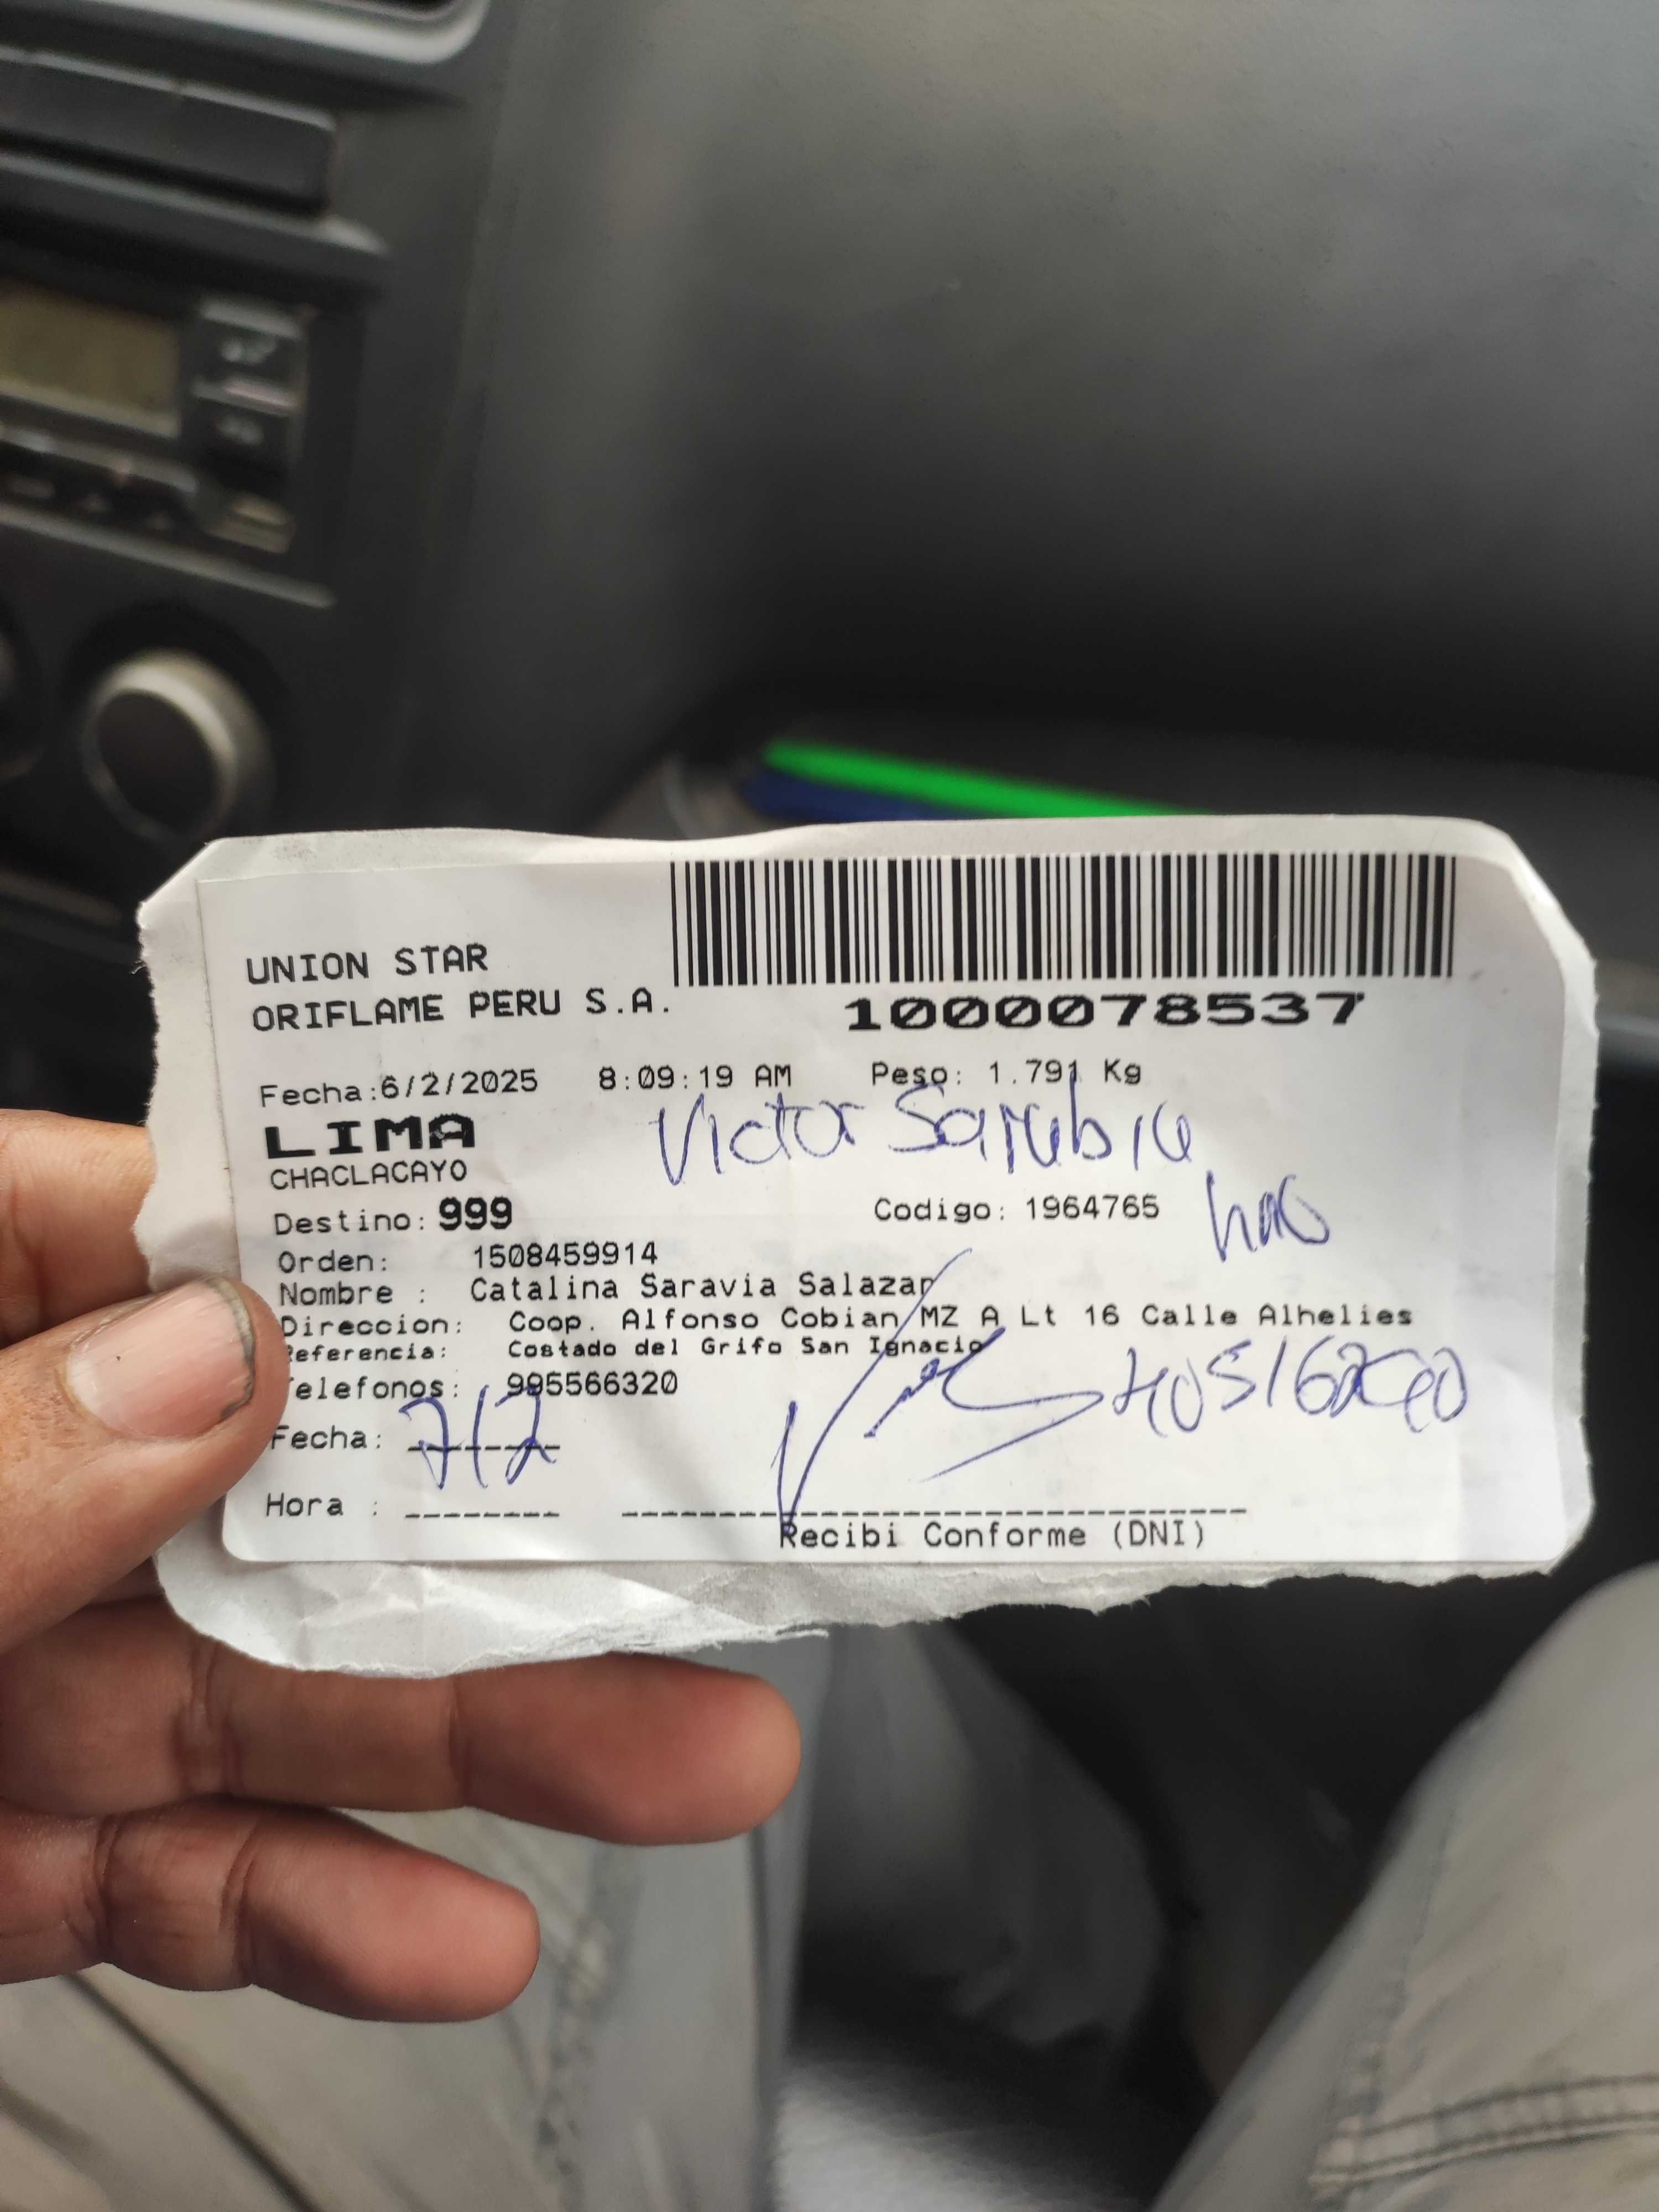 UNION STAR
ORIFLAME PERU S.A.
1000078537
Fecha:6/2/2025 8:09:19 AM Peso: 1.791 Kg
LIMA
Victor
CHACLACAYO
Destino: 999 Codigo: 1964765
Orden: 1508459914
Nombre : Catalina Saravia Salazar
Direccion: Coop. Alfonso Cobian MZ A Lt 16 Calle Alhelies
Referencia: Costado del Grifo San Ignacio
Telefonos: 995566320
Fecha: 7/2
Hora :
Recibi Conforme (DNI)